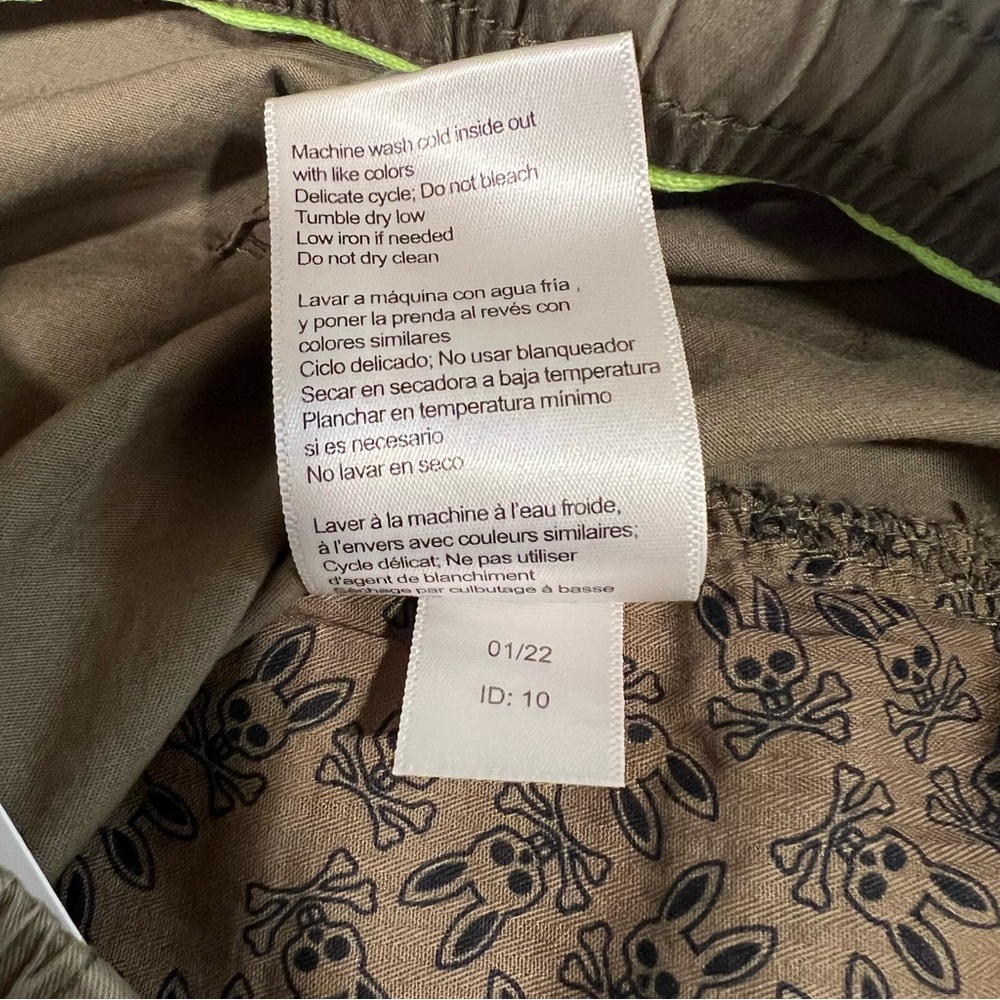 Machine wash cold inside out
with like colors
Delicate cycle; Do not bleach
Tumble dry low
Low iron if needed
Do not dry clean
Lavar a máquina con agua fría ,
y poner la prenda al revés con
colores similares
Ciclo delicado; No usar blanqueador
Secar en secadora a baja temperatura
Planchar en temperatura mínimo
si es necesario
No lavar en seco
Laver à la machine à l'eau froide,
à l'envers avec couleurs similaires;
Cycle délicat; Ne pas utiliser
d'agent de blanchiment
Séchage par culbutage à basse
01/22
ID: 10